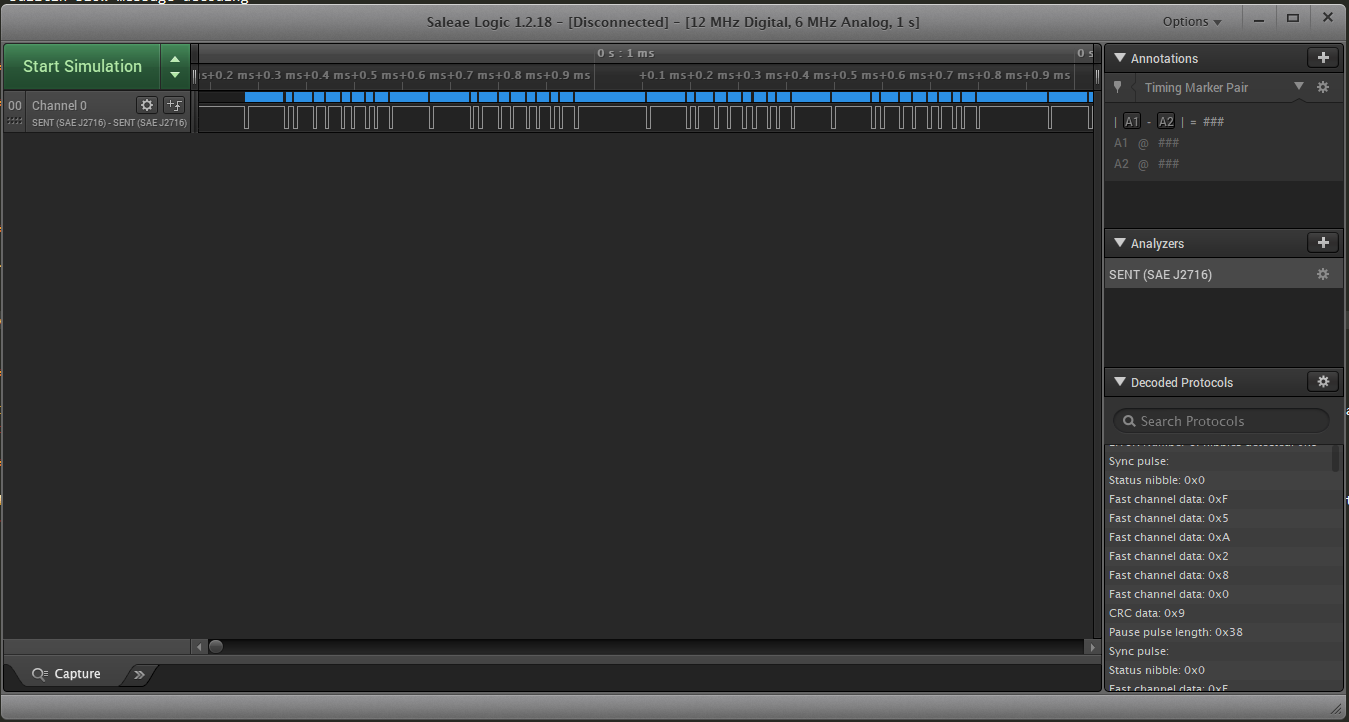 Saleae Logic 1.2.18 - [Disconnected] - [12 MHz Digital, 6 MHz Analog, 1 s]
Options
Start Simulation
0 s : 1 ms
0 s
+0.2 ms +0.3 ms +0.4 ms +0.5 ms +0.6 ms +0.7 ms +0.8 ms +0.9 ms
+0.1 ms +0.2 ms +0.3 ms +0.4 ms +0.5 ms +0.6 ms +0.7 ms +0.8 ms +0.9 ms
00
Channel 0
SENT (SAE J2716) - SENT (SAE J2716)
Annotations
Timing Marker Pair
| A1 - A2 | = ###
A1 @ ###
A2 @ ###
Analyzers
SENT (SAE J2716)
Decoded Protocols
Search Protocols
Sync pulse:
Status nibble: 0x0
Fast channel data: 0xF
Fast channel data: 0x5
Fast channel data: 0xA
Fast channel data: 0x2
Fast channel data: 0x8
Fast channel data: 0x0
CRC data: 0x9
Pause pulse length: 0x38
Sync pulse:
Status nibble: 0x0
Fast channel data: 0xF
Capture